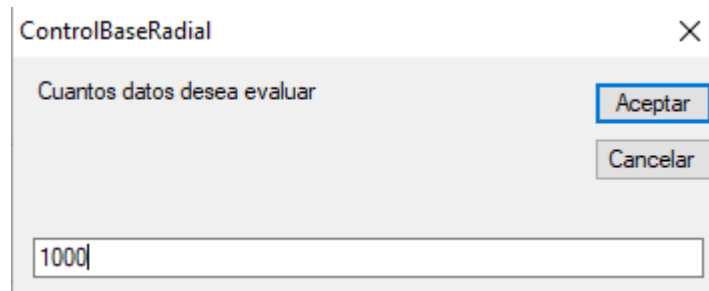 ControlBaseRadial
Cuantos datos desea evaluar
Aceptar
Cancelar
1000